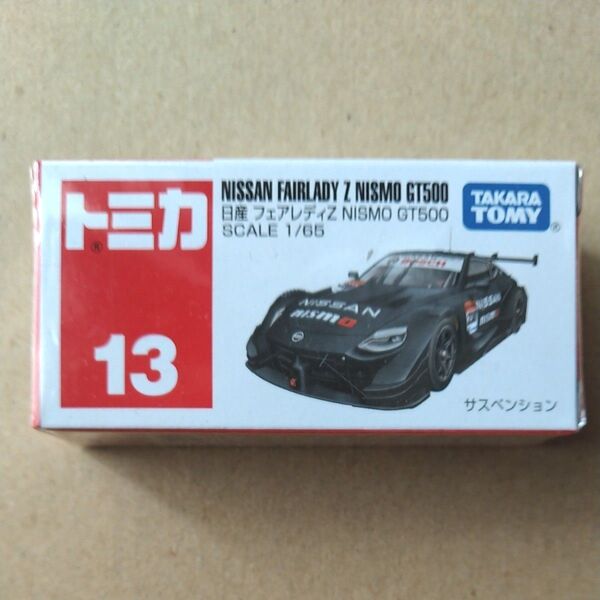 トミカ
®
13
NISSAN FAIRLADY Z NISMO GT500
日産 フェアレディZ NISMO GT500
SCALE 1/65
TAKARA
TOMY
®
BOSCH
NISSAN
nismo
サスペンション